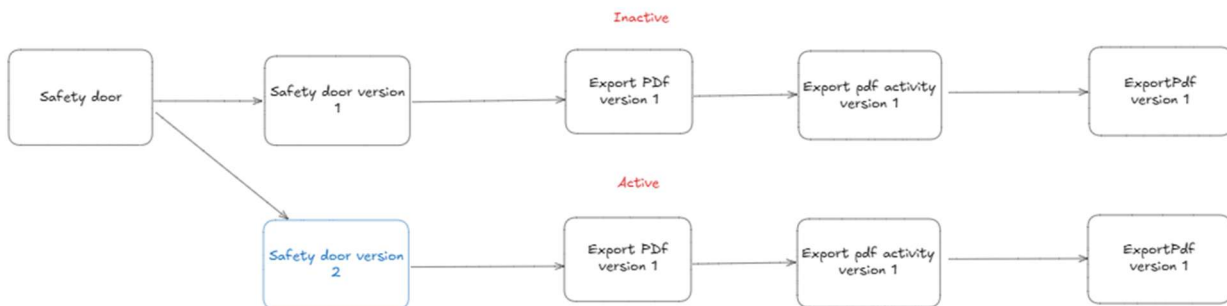 Inactive
Safety door
Safety door version
1
Export PDf
version 1
Export pdf activity
version 1
ExportPdf
version 1
Active
Safety door version
2
Export PDf
version 1
Export pdf activity
version 1
ExportPdf
version 1